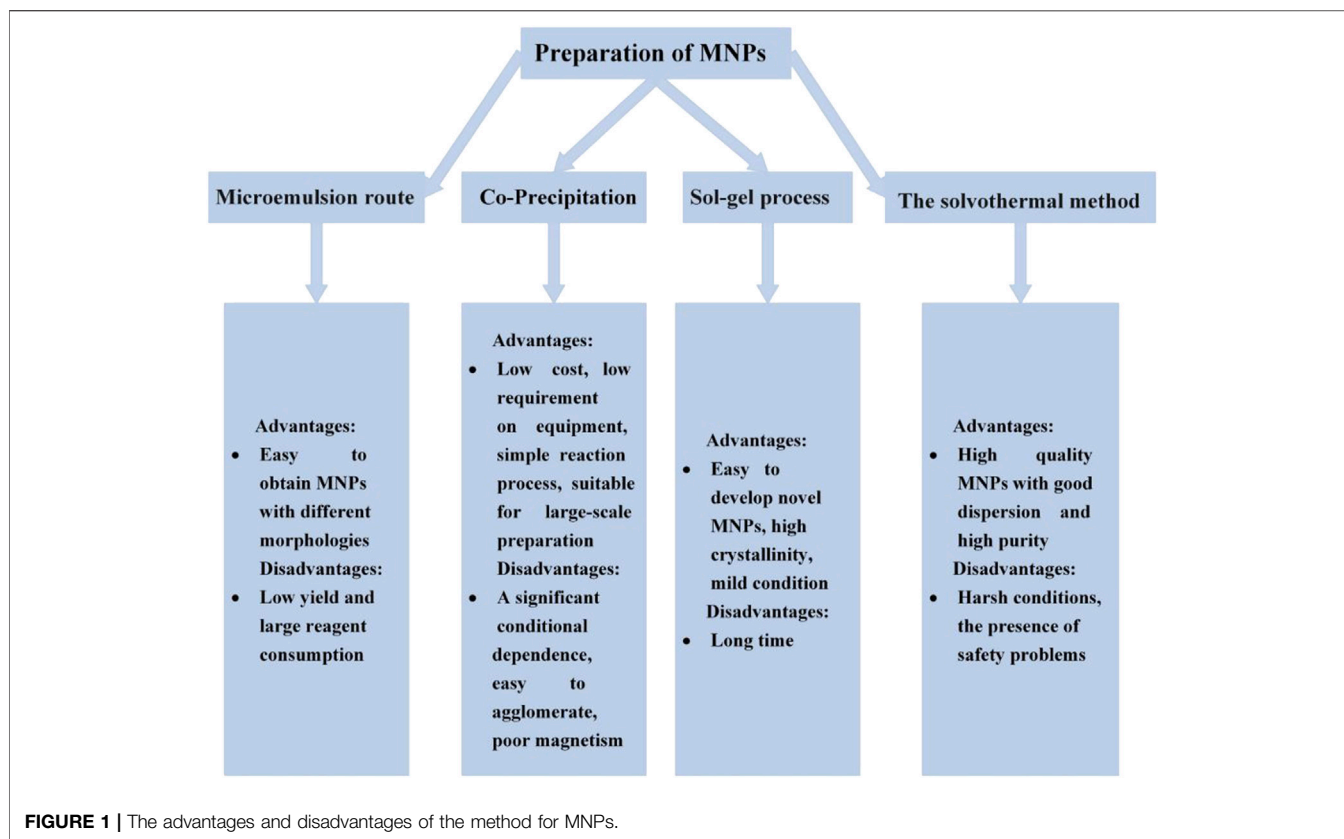 Preparation of MNPs
Microemulsion route
Co-Precipitation
Sol-gel process
The solvothermal method
Advantages:
• Easy to
obtain MNPs
with different
morphologies
Disadvantages:
• Low yield and
large reagent
consumption
Advantages:
• Low cost, low
requirement
on equipment,
simple reaction
process, suitable
for large-scale
preparation
Disadvantages:
• A significant
conditional
dependence,
easy to
agglomerate,
poor magnetism
Advantages:
• Easy to
develop novel
MNPs, high
crystallinity,
mild condition
Disadvantages:
• Long time
Advantages:
• High quality
MNPs with good
dispersion and
high purity
Disadvantages:
• Harsh conditions,
the presence of
safety problems
FIGURE 1 | The advantages and disadvantages of the method for MNPs.